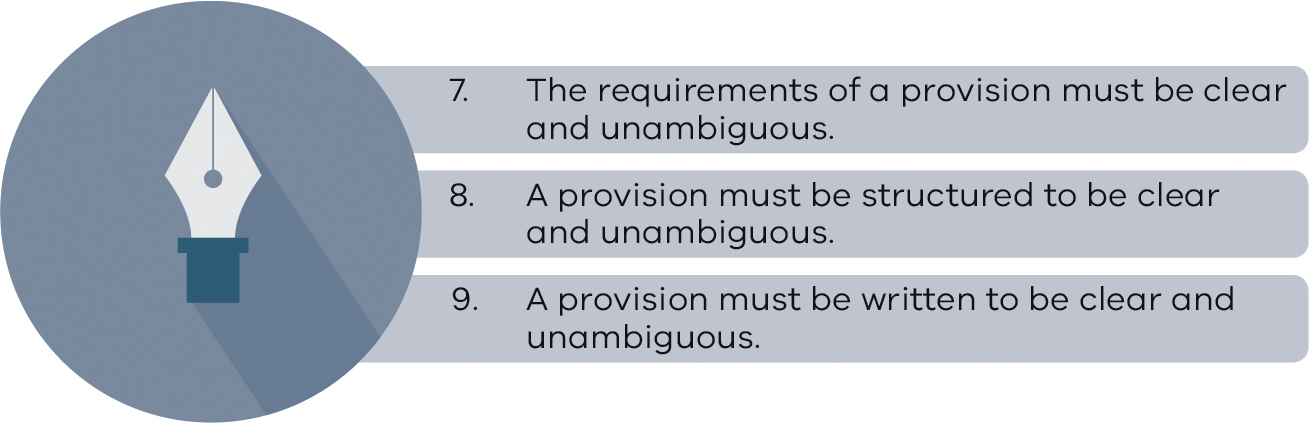 7. The requirements of a provision must be clear
and unambiguous.
8. A provision must be structured to be clear
and unambiguous.
9. A provision must be written to be clear and
unambiguous.